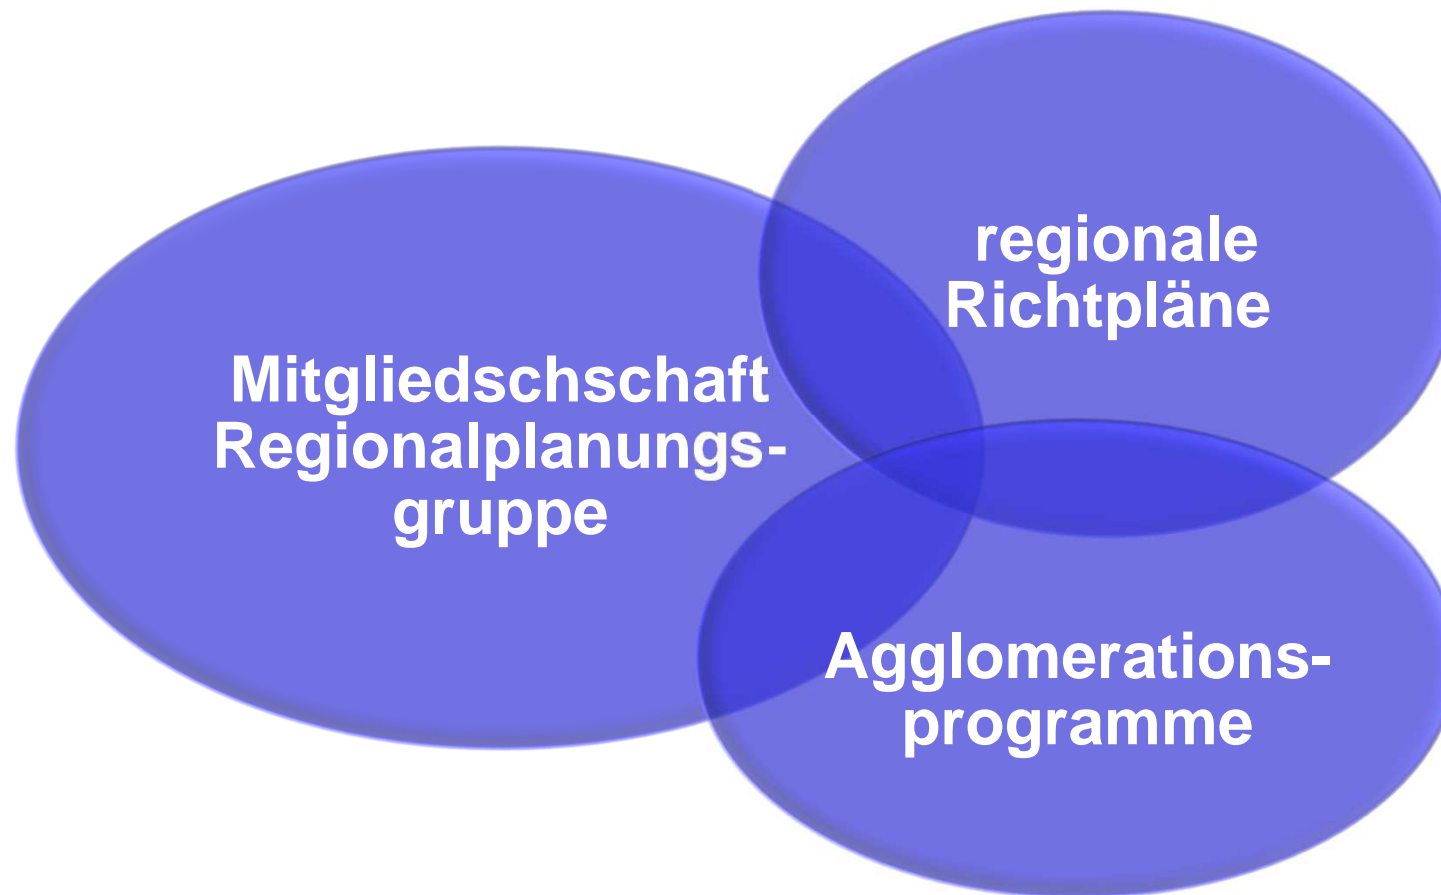 Mitgliedschschaft
Regionalplanungs-
gruppe
regionale
Richtpläne
Agglomerations-
programme